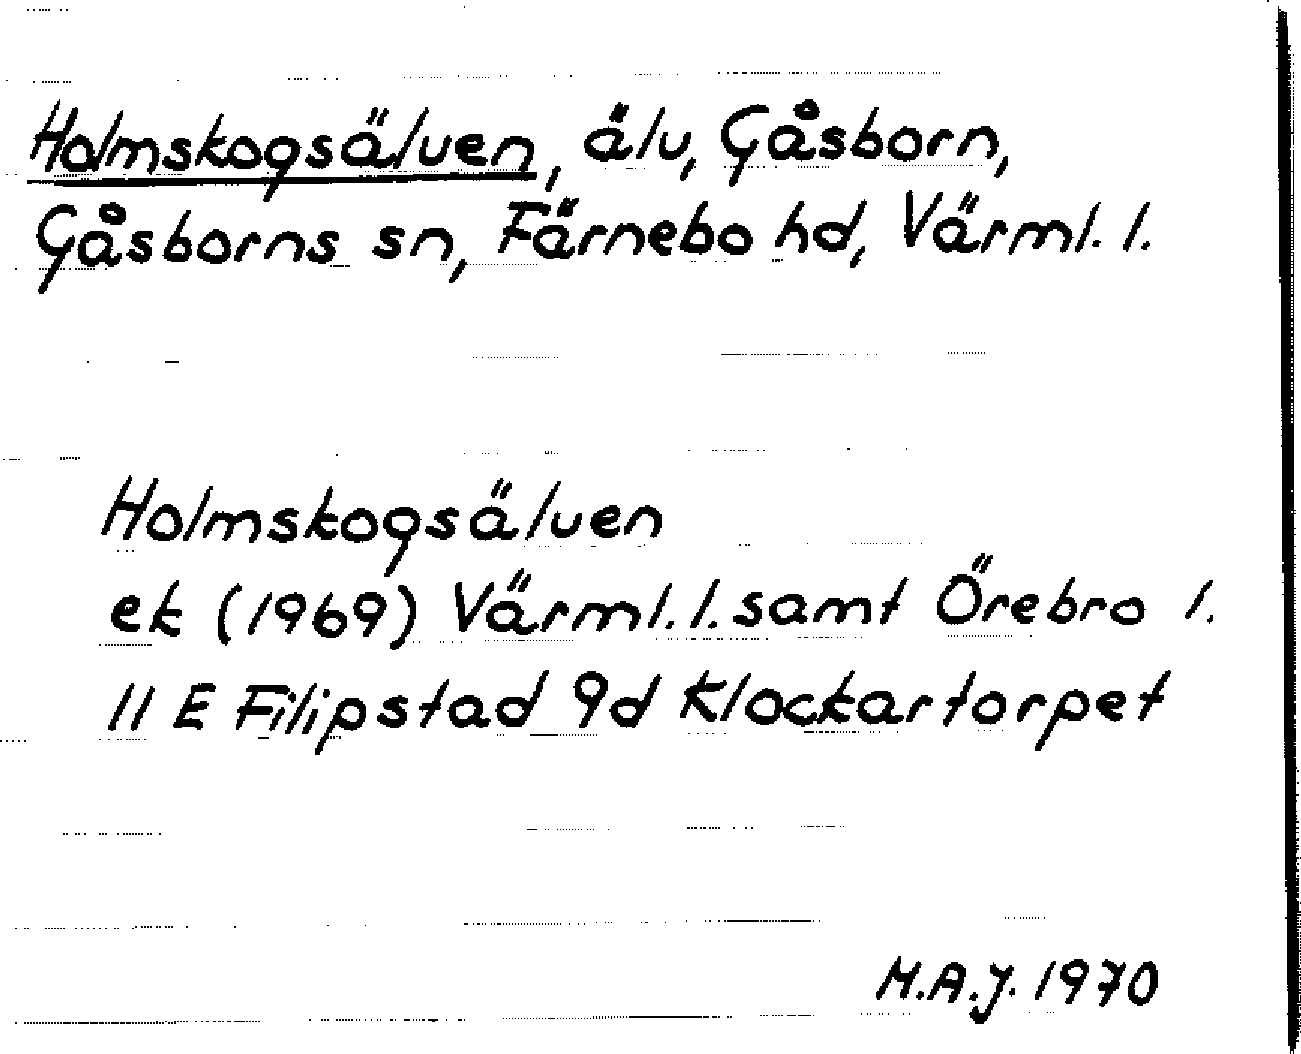 Holmskogsälven, älv, Gåsborn,
Gåsborns sn, Färnebo hd, Värml. l.
Holmskogsälven
ek (1969) Värml. l. samt Örebro l.
11 E Filipstad 9d Klockartorpet
M.A.J. 1970